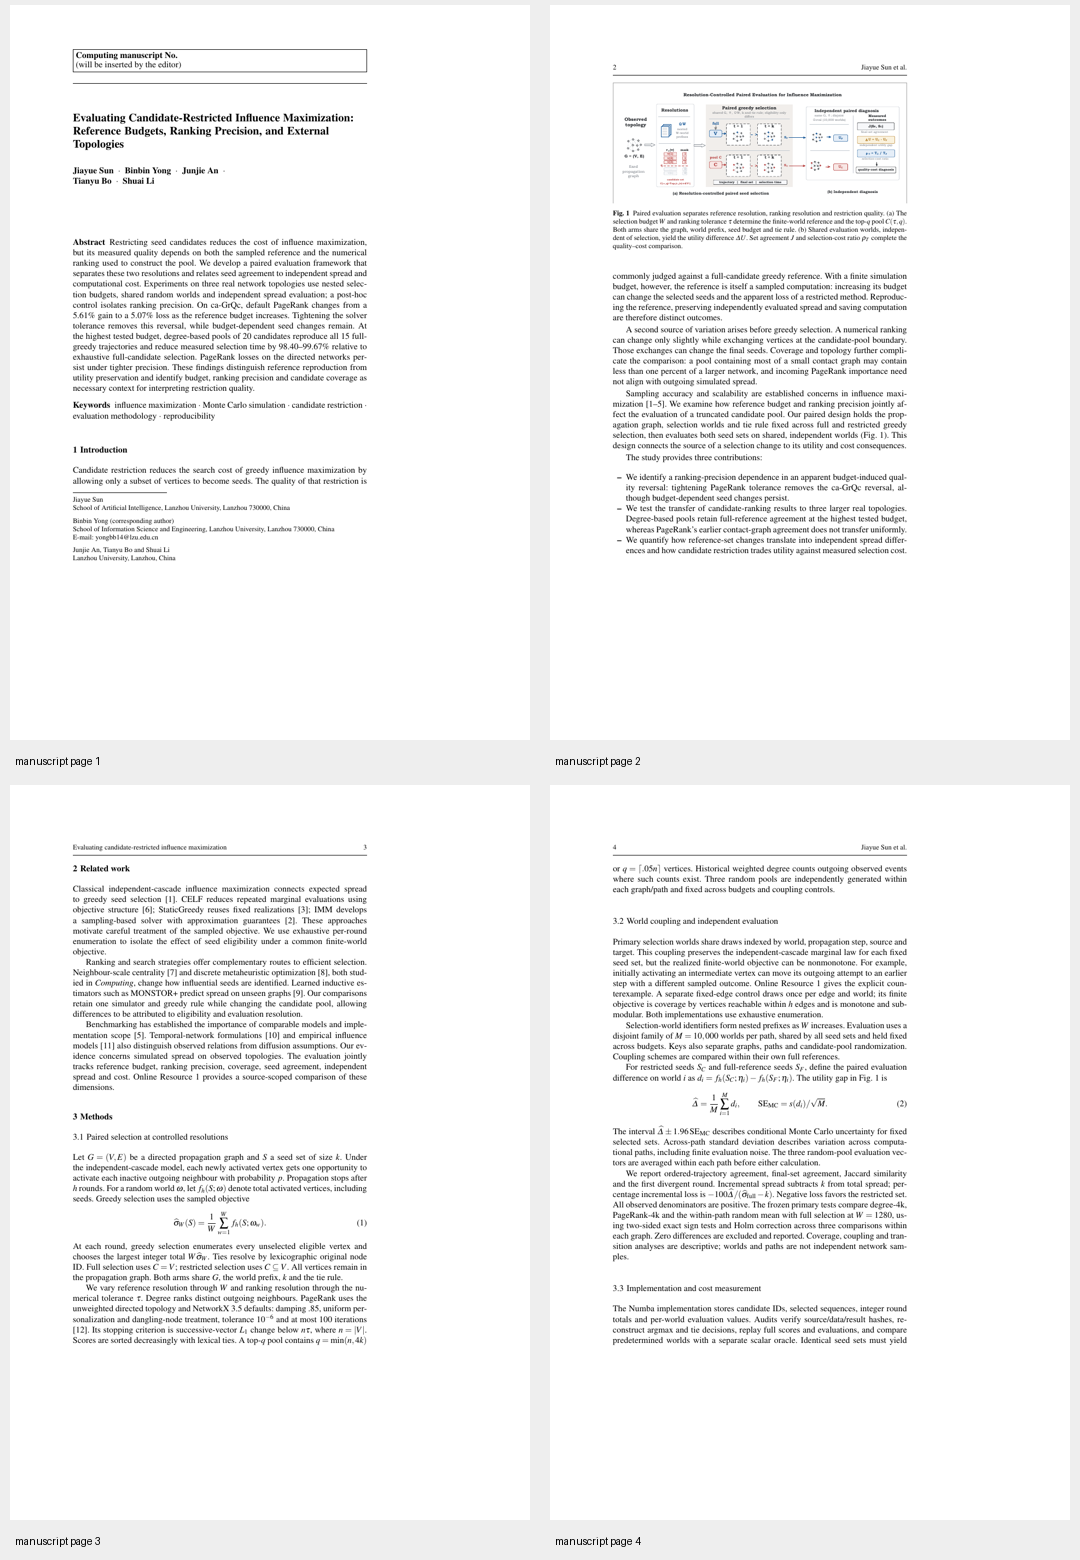 Computing manuscript No.
(will be inserted by the editor)
Evaluating Candidate-Restricted Influence Maximization:
Reference Budgets, Ranking Precision, and External
Topologies
Jiayue Sun · Binbin Yong · Junjie An ·
Tianyu Bo · Shuai Li
Abstract Restricting seed candidates reduces the cost of influence maximization,
but its measured quality depends on both the sampled reference and the numerical
ranking used to construct the pool. We develop a paired evaluation framework that
separates these two resolutions and relates seed agreement to independent spread and
computational cost. Experiments on three real network topologies use nested selec-
tion budgets, shared random worlds and independent spread evaluation; a post-hoc
control isolates ranking precision. On ca-GrQc, default PageRank changes from a
5.61% gain to a 5.07% loss as the reference budget increases. Tightening the solver
tolerance removes this reversal, while budget-dependent seed changes remain. At
the highest tested budget, degree-based pools of 20 candidates reproduce all 15 full-
greedy trajectories and reduce measured selection time by 98.40–99.67% relative to
exhaustive full-candidate selection. PageRank losses on the directed networks per-
sist under tighter precision. These findings distinguish reference reproduction from
utility preservation and identify budget, ranking precision and candidate coverage as
necessary context for interpreting restriction quality.
Keywords influence maximization · Monte Carlo simulation · candidate restriction ·
evaluation methodology · reproducibility
1 Introduction
Candidate restriction reduces the search cost of greedy influence maximization by
allowing only a subset of vertices to become seeds. The quality of that restriction is
Jiayue Sun
School of Artificial Intelligence, Lanzhou University, Lanzhou 730000, China
Binbin Yong (corresponding author)
School of Information Science and Engineering, Lanzhou University, Lanzhou 730000, China
E-mail: yongbb14@lzu.edu.cn
Junjie An, Tianyu Bo and Shuai Li
Lanzhou University, Lanzhou, China
manuscript page 1
2 Jiayue Sun et al.
Resolution-Controlled Paired Evaluation for Influence Maximization
Observed
topology
G = (V, E)
Resolutions
Paired greedy selection
Independent paired diagnosis
Measured
outcomes
quality-cost diagnosis
trajectory | final set | selection time
(a) Resolution-controlled paired seed selection
(b) Independent diagnosis
Fig. 1 Paired evaluation separates reference resolution, ranking resolution and restriction quality. (a) The
selection budget W and ranking tolerance τ determine the finite-world reference and the top-q pool C(τ,q).
Both arms share the graph, world prefix, seed budget and tie rule. (b) Shared evaluation worlds, indepen-
dent of selection, yield the utility difference ΔU. Set agreement J and selection-cost ratio ρT complete the
quality–cost comparison.
commonly judged against a full-candidate greedy reference. With a finite simulation
budget, however, the reference is itself a sampled computation: increasing its budget
can change the selected seeds and the apparent loss of a restricted method. Reproduc-
ing the reference, preserving independently evaluated spread and saving computation
are therefore distinct outcomes.
A second source of variation arises before greedy selection. A numerical ranking
can change only slightly while exchanging vertices at the candidate-pool boundary.
Those exchanges can change the final seeds. Coverage and topology further compli-
cate the comparison: a pool containing most of a small contact graph may contain
less than one percent of a larger network, and incoming PageRank importance need
not align with outgoing simulated spread.
Sampling accuracy and scalability are established concerns in influence maxi-
mization [1–5]. We examine how reference budget and ranking precision jointly af-
fect the evaluation of a truncated candidate pool. Our paired design holds the prop-
agation graph, selection worlds and tie rule fixed across full and restricted greedy
selection, then evaluates both seed sets on shared, independent worlds (Fig. 1). This
design connects the source of a selection change to its utility and cost consequences.
The study provides three contributions:
– We identify a ranking-precision dependence in an apparent budget-induced qual-
ity reversal: tightening PageRank tolerance removes the ca-GrQc reversal, al-
though budget-dependent seed changes persist.
– We test the transfer of candidate-ranking results to three larger real topologies.
Degree-based pools retain full-reference agreement at the highest tested budget,
whereas PageRank's earlier contact-graph agreement does not transfer uniformly.
– We quantify how reference-set changes translate into independent spread differ-
ences and how candidate restriction trades utility against measured selection cost.
manuscript page 2
Evaluating candidate-restricted influence maximization 3
2 Related work
Classical independent-cascade influence maximization connects expected spread
to greedy seed selection [1]. CELF reduces repeated marginal evaluations using
objective structure [6]; StaticGreedy reuses fixed realizations [3]; IMM develops
a sampling-based solver with approximation guarantees [2]. These approaches
motivate careful treatment of the sampled objective. We use exhaustive per-round
enumeration to isolate the effect of seed eligibility under a common finite-world
objective.
Ranking and search strategies offer complementary routes to efficient selection.
Neighbour-scale centrality [7] and discrete metaheuristic optimization [8], both stud-
ied in Computing, change how influential seeds are identified. Learned inductive es-
timators such as MONSTOR+ predict spread on unseen graphs [9]. Our comparisons
retain one simulator and greedy rule while changing the candidate pool, allowing
differences to be attributed to eligibility and evaluation resolution.
Benchmarking has established the importance of comparable models and imple-
mentation scope [5]. Temporal-network formulations [10] and empirical influence
models [11] also distinguish observed relations from diffusion assumptions. Our ev-
idence concerns simulated spread on observed topologies. The evaluation jointly
tracks reference budget, ranking precision, coverage, seed agreement, independent
spread and cost. Online Resource 1 provides a source-scoped comparison of these
dimensions.
3 Methods
3.1 Paired selection at controlled resolutions
Let G = (V,E) be a directed propagation graph and S a seed set of size k. Under
the independent-cascade model, each newly activated vertex gets one opportunity to
activate each inactive outgoing neighbour with probability p. Propagation stops after
h rounds. For a random world ω, let fh(S;ω) denote total activated vertices, including
seeds. Greedy selection uses the sampled objective
σ̂W(S) = 1/W ∑w=1^W fh(S;ωw). (1)
At each round, greedy selection enumerates every unselected eligible vertex and
chooses the largest integer total Wσ̂W. Ties resolve by lexicographic original node
ID. Full selection uses C = V; restricted selection uses C ⊆ V. All vertices remain in
the propagation graph. Both arms share G, the world prefix, k and the tie rule.
We vary reference resolution through W and ranking resolution through the nu-
merical tolerance τ. Degree ranks distinct outgoing neighbours. PageRank uses the
unweighted directed topology and NetworkX 3.5 defaults: damping .85, uniform per-
sonalization and dangling-node treatment, tolerance 10⁻⁶ and at most 100 iterations
[12]. Its stopping criterion is successive-vector L1 change below nτ, where n = |V|.
Scores are sorted decreasingly with lexical ties. A top-q pool contains q = min(n,4k)
manuscript page 3
4 Jiayue Sun et al.
or q = ⌈.05n⌉ vertices. Historical weighted degree counts outgoing observed events
where such counts exist. Three random pools are independently generated within
each graph/path and fixed across budgets and coupling controls.
3.2 World coupling and independent evaluation
Primary selection worlds share draws indexed by world, propagation step, source and
target. This coupling preserves the independent-cascade marginal law for each fixed
seed set, but the realized finite-world objective can be nonmonotone. For example,
initially activating an intermediate vertex can move its outgoing attempt to an earlier
step with a different sampled outcome. Online Resource 1 gives the explicit coun-
terexample. A separate fixed-edge control draws once per edge and world; its finite
objective is coverage by vertices reachable within h edges and is monotone and sub-
modular. Both implementations use exhaustive enumeration.
Selection-world identifiers form nested prefixes as W increases. Evaluation uses a
disjoint family of M = 10,000 worlds per path, shared by all seed sets and held fixed
across budgets. Keys also separate graphs, paths and candidate-pool randomization.
Coupling schemes are compared within their own full references.
For restricted seeds SC and full-reference seeds SF, define the paired evaluation
difference on world i as di = fh(SC;ηi) − fh(SF;ηi). The utility gap in Fig. 1 is
Δ̂ = 1/M ∑i=1^M di, SEMC = s(di)/√M. (2)
The interval Δ̂ ± 1.96SEMC describes conditional Monte Carlo uncertainty for fixed
selected sets. Across-path standard deviation describes variation across computa-
tional paths, including finite evaluation noise. The three random-pool evaluation vec-
tors are averaged within each path before either calculation.
We report ordered-trajectory agreement, final-set agreement, Jaccard similarity
and the first divergent round. Incremental spread subtracts k from total spread; per-
centage incremental loss is −100Δ̂/(σ̂full − k). Negative loss favors the restricted set.
All observed denominators are positive. The frozen primary tests compare degree-4k,
PageRank-4k and the within-path random mean with full selection at W = 1280, us-
ing two-sided exact sign tests and Holm correction across three comparisons within
each graph. Zero differences are excluded and reported. Coverage, coupling and tran-
sition analyses are descriptive; worlds and paths are not independent network sam-
ples.
3.3 Implementation and cost measurement
The Numba implementation stores candidate IDs, selected sequences, integer round
totals and per-world evaluation values. Audits verify source/data/result hashes, re-
construct argmax and tie decisions, replay full scores and evaluations, and compare
predetermined worlds with a separate scalar oracle. Identical seed sets must yield
manuscript page 4